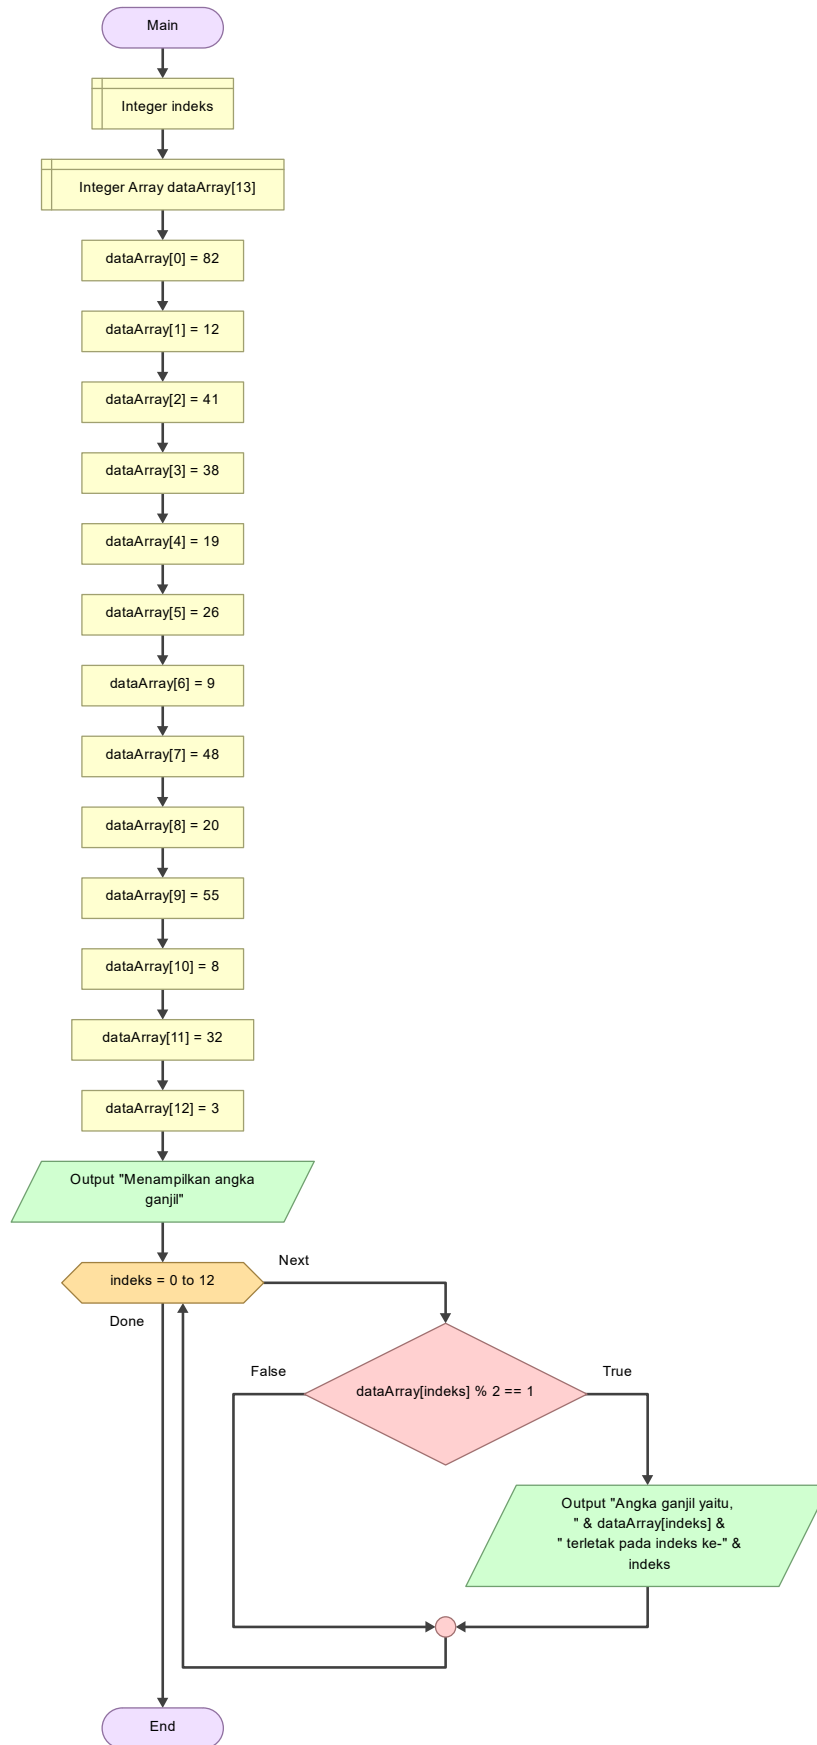 Main
Integer indeks
Integer Array dataArray[13]
dataArray[0] = 82
dataArray[1] = 12
dataArray[2] = 41
dataArray[3] = 38
dataArray[4] = 19
dataArray[5] = 26
dataArray[6] = 9
dataArray[7] = 48
dataArray[8] = 20
dataArray[9] = 55
dataArray[10] = 8
dataArray[11] = 32
dataArray[12] = 3
Output "Menampilkan angka
ganjil"
indeks = 0 to 12
Next
Done
False
dataArray[indeks] % 2 == 1
True
Output "Angka ganjil yaitu,
" & dataArray[indeks] &
" terletak pada indeks ke-" &
indeks
End